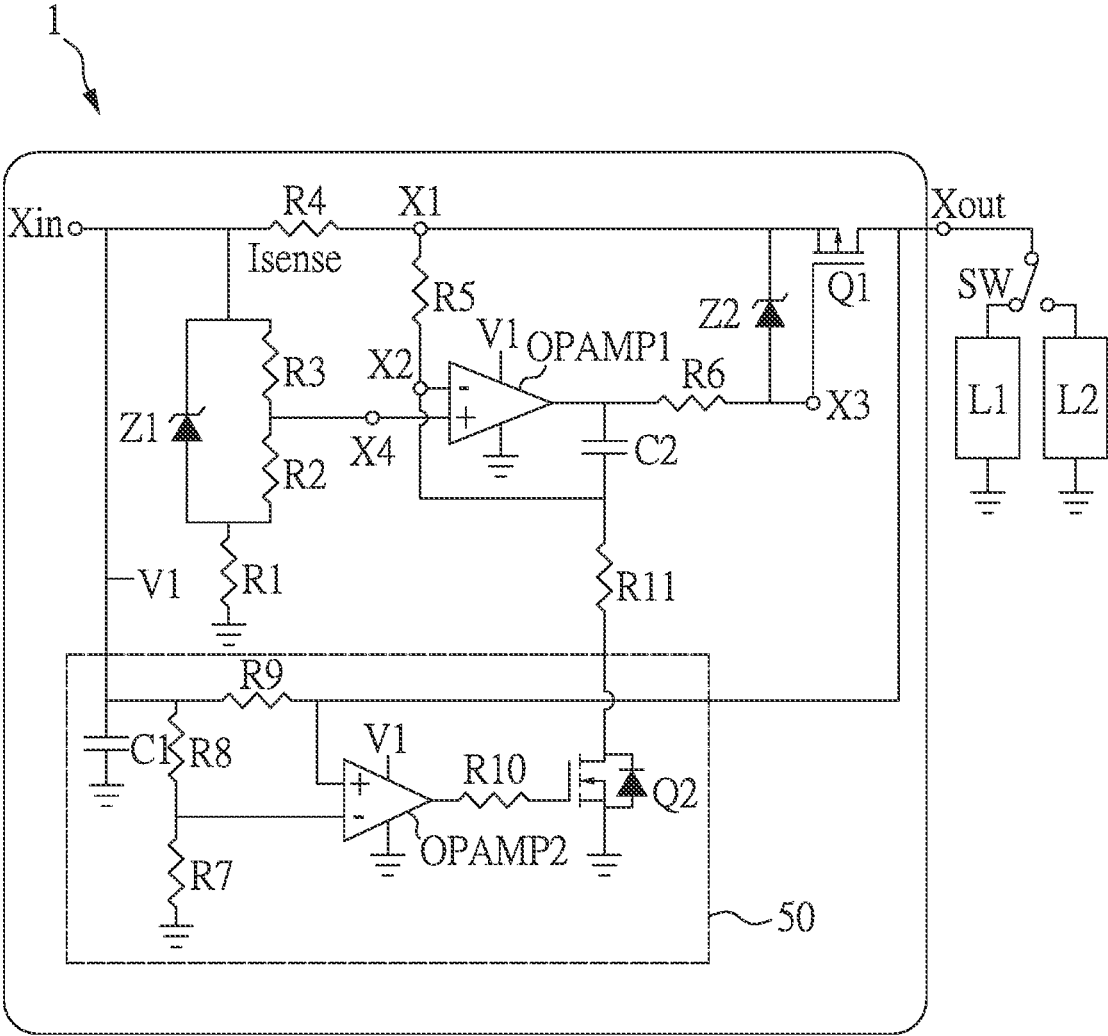 1
Xin
R4
X1
Xout
Isense
R5
Q1
SW
Z2
V1
OPAMP1
R3
X2
-
R6
L1
L2
Z1
+
X3
X4
R2
C2
V1
R1
R11
R9
C1
R8
V1
R10
+
-
Q2
OPAMP2
R7
50